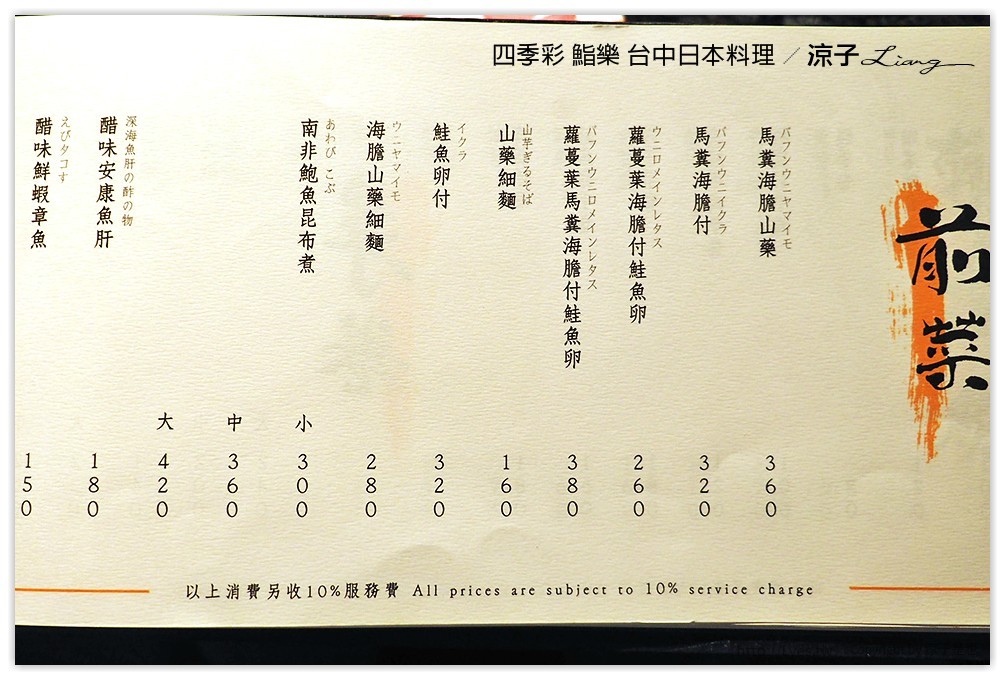 四季彩 鮨樂 台中日本料理 / 涼子 Liang
前菜
バフンウニヤマイモ
馬糞海膽山藥 360
バフンウニイクラ
馬糞海膽付 320
ウニロメインレタス
蘿蔓葉海膽付鮭魚卵 260
バフンウニロメインレタス
蘿蔓葉馬糞海膽付鮭魚卵 380
山芋ぎるそば
山藥細麵 160
イクラ
鮭魚卵付 320
ウニヤマイモ
海膽山藥細麵 280
あわび こぶ
南非鮑魚昆布煮 小 300
中 360
大 420
深海魚肝の酢の物
醋味安康魚肝 180
えびタコす
醋味鮮蝦章魚 150
以上消費另收10%服務費 All prices are subject to 10% service charge